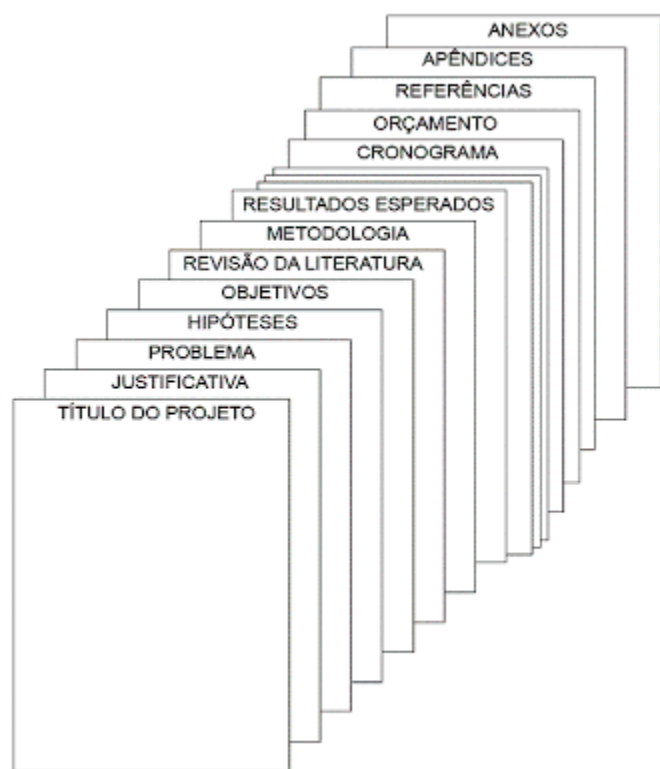 ANEXOS
APÊNDICES
REFERÊNCIAS
ORÇAMENTO
CRONOGRAMA
RESULTADOS ESPERADOS
METODOLOGIA
REVISÃO DA LITERATURA
OBJETIVOS
HIPÓTESES
PROBLEMA
JUSTIFICATIVA
TÍTULO DO PROJETO